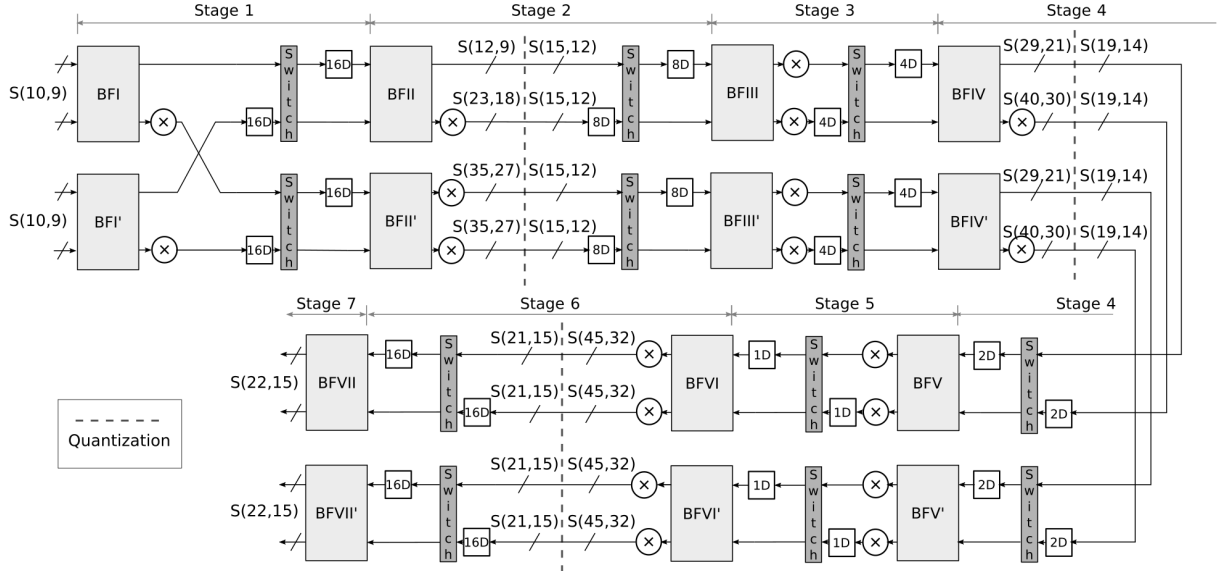 Stage 1 Stage 2 Stage 3 Stage 4
S(12,9) S(15,12) S(29,21) S(19,14)
BFI Switch 16D BFII Switch 8D BFIII × Switch 4D BFIV
S(10,9)
S(23,18) S(15,12) S(40,30) S(19,14)
× 16D × 8D × 4D ×
S(35,27) S(15,12) S(29,21) S(19,14)
BFI' Switch 16D BFII' × Switch 8D BFIII' × Switch 4D BFIV'
S(10,9)
S(35,27) S(15,12) S(40,30) S(19,14)
× 16D × 8D × 4D ×
Stage 7 Stage 6 Stage 5 Stage 4
S(21,15) S(45,32)
BFVII 16D Switch × BFVI 1D Switch × BFV 2D Switch
S(22,15)
S(21,15) S(45,32)
16D × 1D × 2D
Quantization
S(21,15) S(45,32)
BFVII' 16D Switch × BFVI' 1D Switch × BFV' 2D Switch
S(22,15)
S(21,15) S(45,32)
16D × 1D × 2D